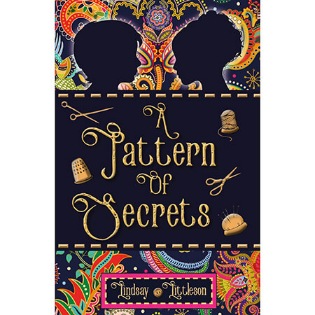 A
Pattern
Of
Secrets
Lindsay @ Littleson